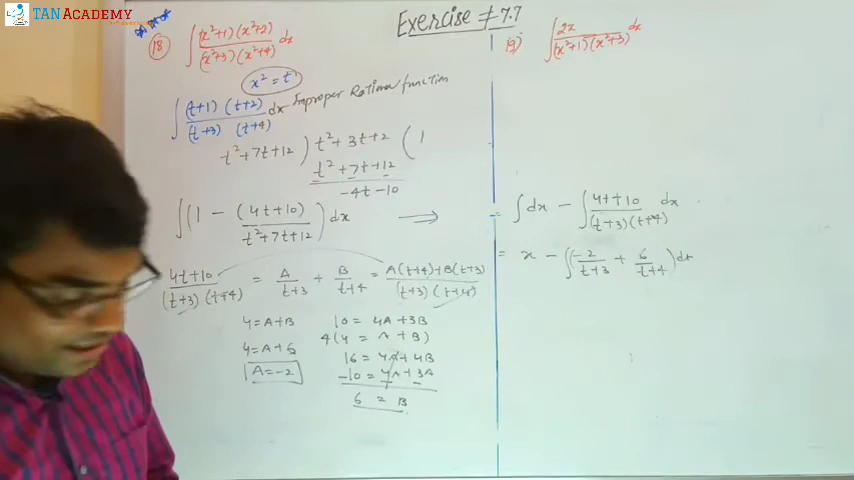 TAN ACADEMY
Exercise # 7.7
18) ∫ (x²+1)(x²+2) / (x²+3)(x²+4) dx
x² = t
∫ (t+1) (t+2) / (t+3) (t+4) dx Improper Rational function
t²+7t+12 ) t²+3t+2 ( 1
t²+7t+12
-4t-10
∫ (1 - (4t+10) / t²+7t+12) dx ⟹
4t+10 / (t+3)(t+4) = A / t+3 + B / t+4 = A(t+4)+B(t+3) / (t+3)(t+4)
4=A+B 10 = 4A+3B
4(4 = A+B)
4=A+6 16 = 4A+4B
A=-2 -10 = 4A+3A
6 = B
19) ∫ 2x / (x²+1)(x²+3) dx
= ∫dx - ∫ 4t+10 / (t+3)(t+4) dx
= x - ∫(-2 / t+3 + 6 / t+4) dx